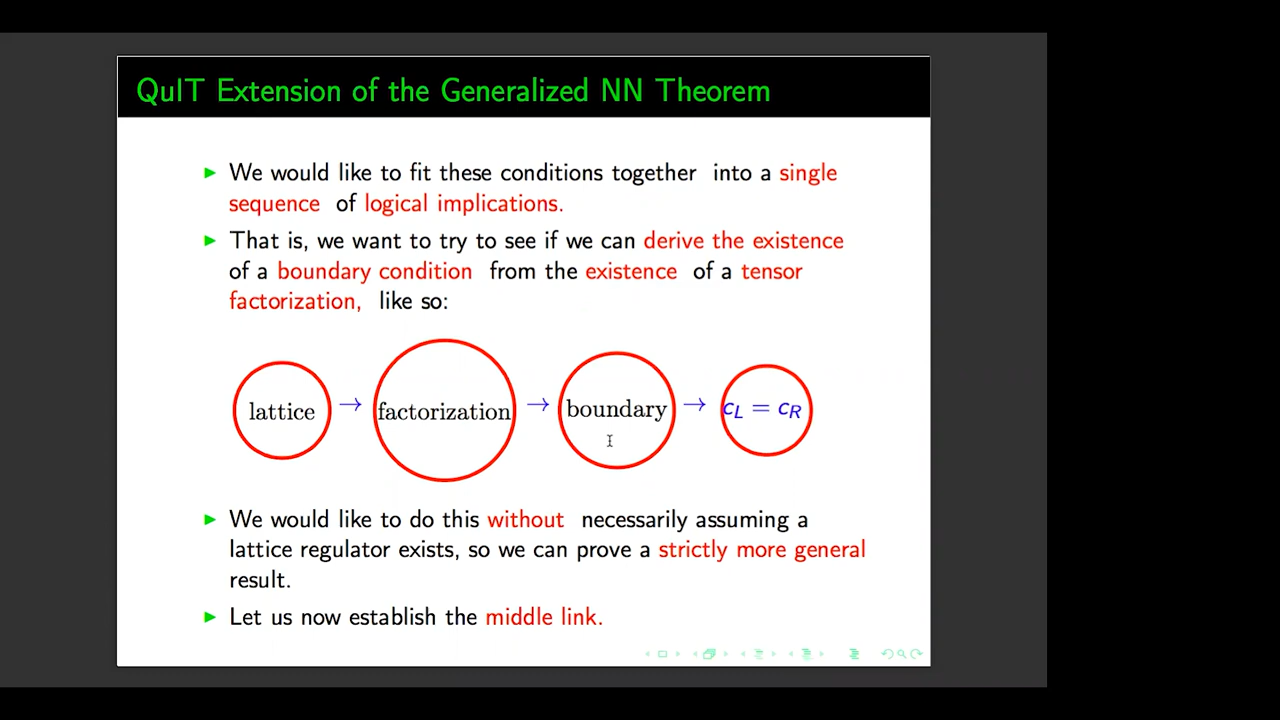 QuIT Extension of the Generalized NN Theorem
We would like to fit these conditions together into a single
sequence of logical implications.
That is, we want to try to see if we can derive the existence
of a boundary condition from the existence of a tensor
factorization, like so:
lattice → factorization → boundary → c_L = c_R
We would like to do this without necessarily assuming a
lattice regulator exists, so we can prove a strictly more general
result.
Let us now establish the middle link.